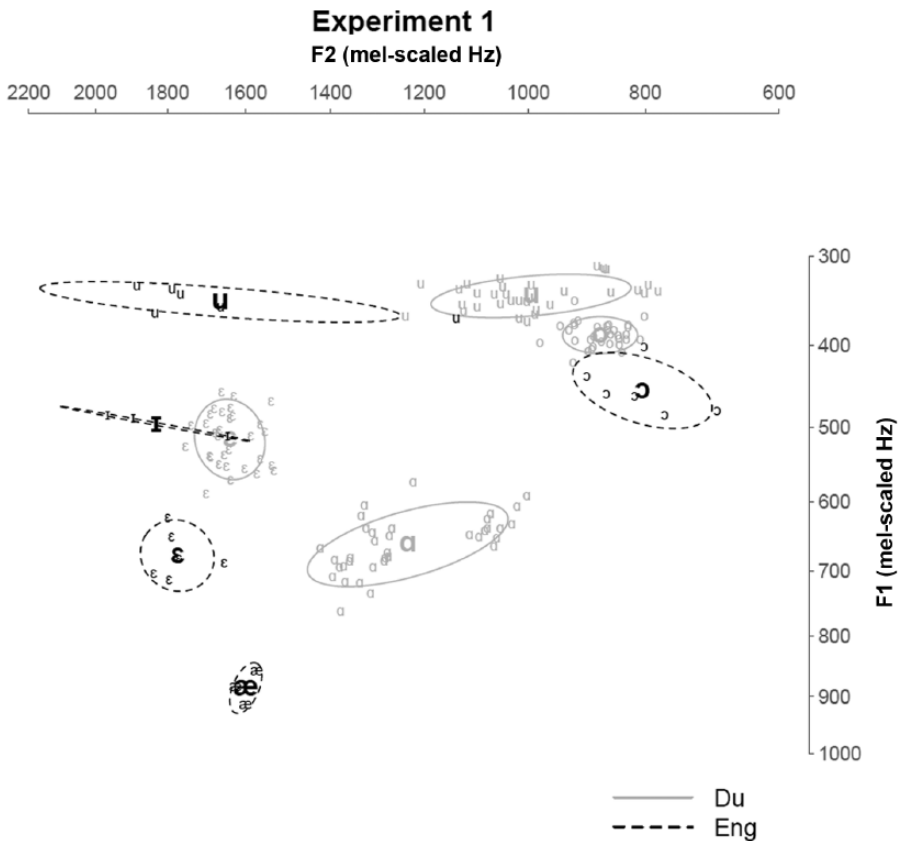 Experiment 1
F2 (mel-scaled Hz)
2200 2000 1800 1600 1400 1200 1000 800 600
300
400
500
600
700
800
900
1000
F1 (mel-scaled Hz)
u
u
o
ɔ
ɪ
ɛ
ɑ
ɛ
æ
Du
Eng